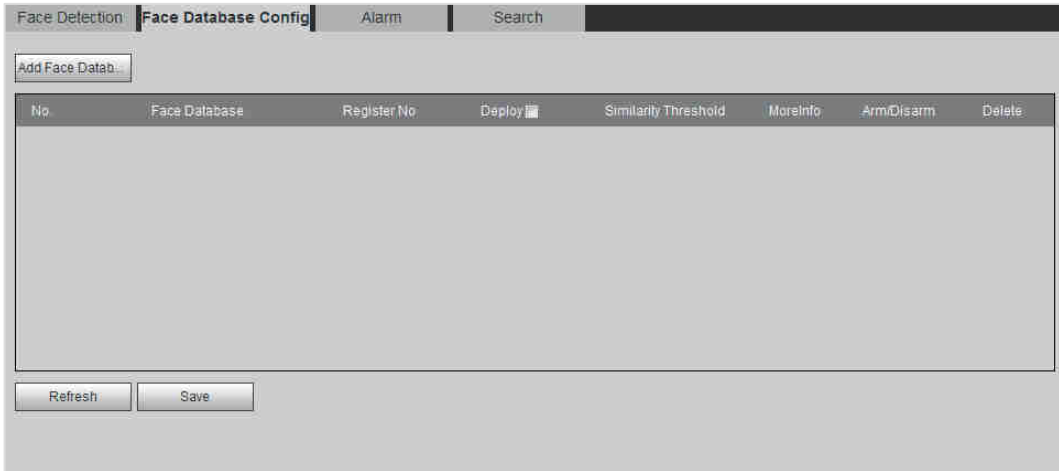 Face Detection Face Database Config Alarm Search
Add Face Datab...
No. Face Database Register No Deploy Similarity Threshold MoreInfo Arm/Disarm Delete
Refresh Save